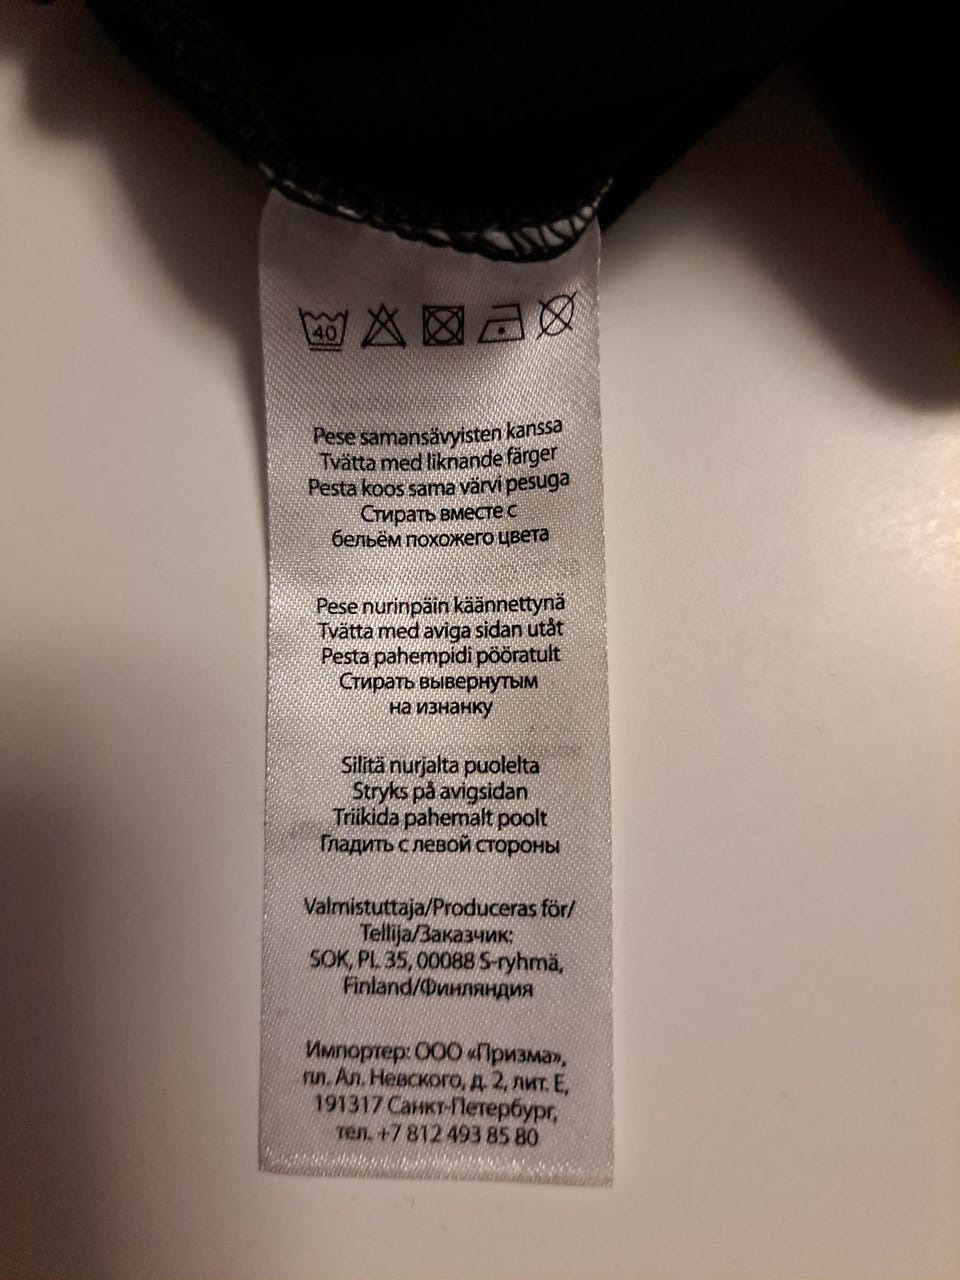 40
Pese samansävyisten kanssa
Tvätta med liknande färger
Pesta koos sama värvi pesuga
Стирать вместе с
бельём похожего цвета
Pese nurinpäin käännettynä
Tvätta med aviga sidan utåt
Pesta pahempidi pööratult
Стирать вывернутым
на изнанку
Silitä nurjalta puolelta
Stryks på avigsidan
Triikida pahemalt poolt
Гладить с левой стороны
Valmistuttaja/Produceras för/
Tellija/Заказчик:
SOK, PL 35, 00088 S-ryhmä,
Finland/Финляндия
Импортер: ООО «Призма»,
пл. Ал. Невского, д. 2, лит. Е,
191317 Санкт-Петербург,
тел. +7 812 493 85 80